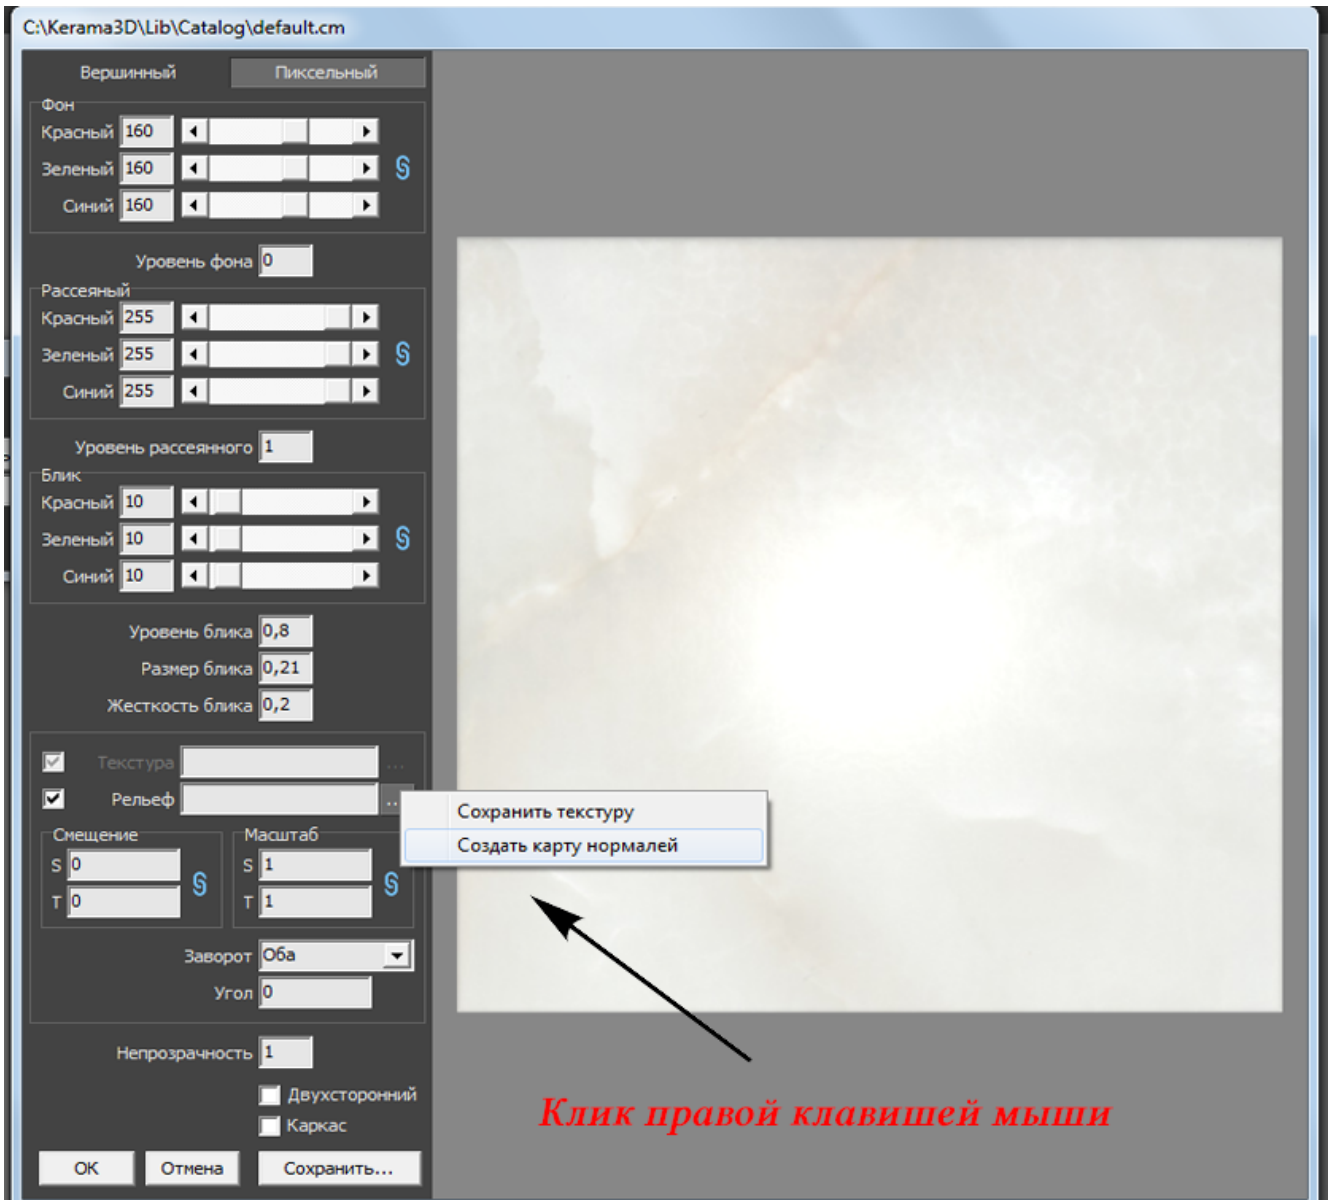 C:\Kerama3D\Lib\Catalog\default.cm
Вершинный Пиксельный
Фон
Красный 160
Зеленый 160
Синий 160
Уровень фона 0
Рассеяный
Красный 255
Зеленый 255
Синий 255
Уровень рассеянного 1
Блик
Красный 10
Зеленый 10
Синий 10
Уровень блика 0,8
Размер блика 0,21
Жесткость блика 0,2
Текстура ...
Рельеф ...
Сохранить текстуру
Создать карту нормалей
Смещение Масштаб
S 0 S 1
T 0 T 1
Заворот Оба
Угол 0
Непрозрачность 1
Двухсторонний
Каркас
ОК Отмена Сохранить...
Клик правой клавишей мыши